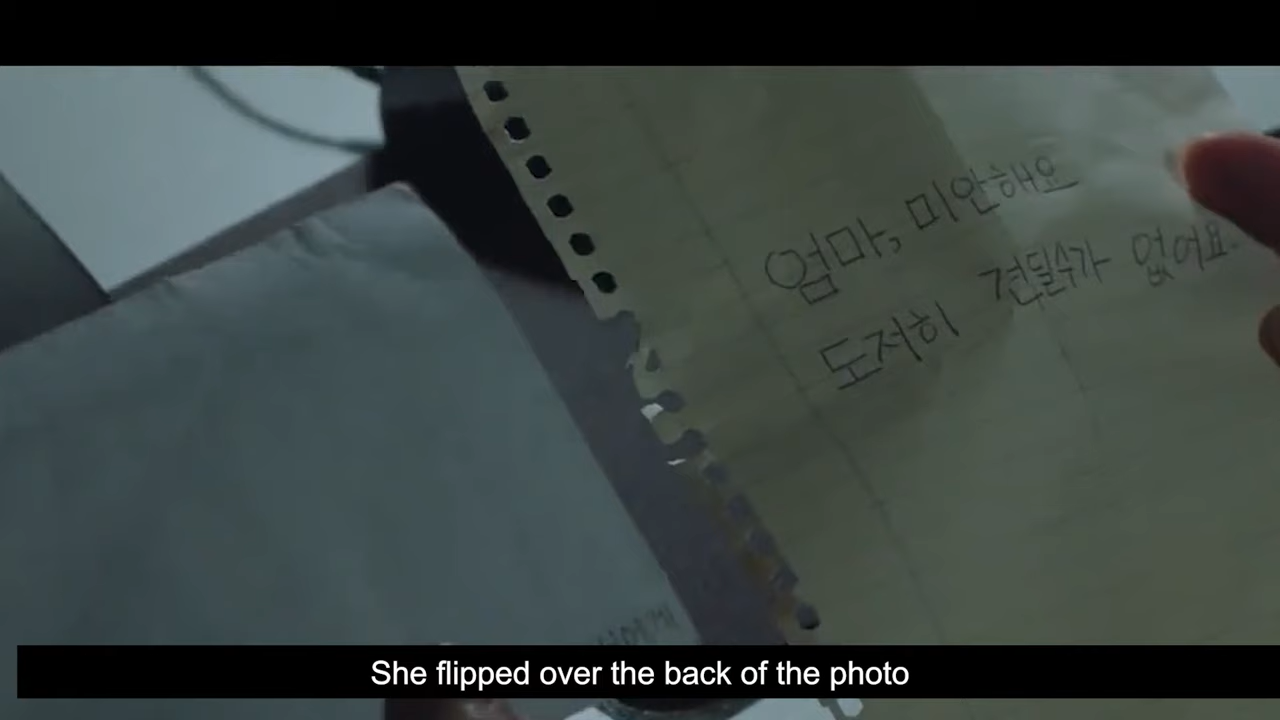 엄마, 미안해요
도저히 견딜수가 없어요.
She flipped over the back of the photo